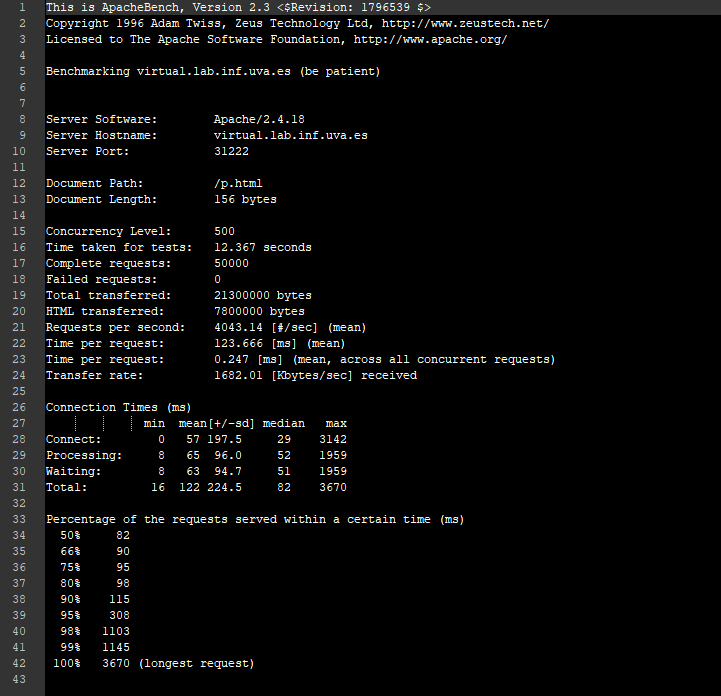 1 This is ApacheBench, Version 2.3 <$Revision: 1796539 $>
2 Copyright 1996 Adam Twiss, Zeus Technology Ltd, http://www.zeustech.net/
3 Licensed to The Apache Software Foundation, http://www.apache.org/
4
5 Benchmarking virtual.lab.inf.uva.es (be patient)
6
7
8 Server Software:        Apache/2.4.18
9 Server Hostname:        virtual.lab.inf.uva.es
10 Server Port:            31222
11
12 Document Path:          /p.html
13 Document Length:        156 bytes
14
15 Concurrency Level:      500
16 Time taken for tests:   12.367 seconds
17 Complete requests:      50000
18 Failed requests:        0
19 Total transferred:      21300000 bytes
20 HTML transferred:       7800000 bytes
21 Requests per second:    4043.14 [#/sec] (mean)
22 Time per request:       123.666 [ms] (mean)
23 Time per request:       0.247 [ms] (mean, across all concurrent requests)
24 Transfer rate:          1682.01 [Kbytes/sec] received
25
26 Connection Times (ms)
27               min  mean[+/-sd] median   max
28 Connect:        0   57 197.5     29    3142
29 Processing:     8   65  96.0     52    1959
30 Waiting:        8   63  94.7     51    1959
31 Total:         16  122 224.5     82    3670
32
33 Percentage of the requests served within a certain time (ms)
34   50%     82
35   66%     90
36   75%     95
37   80%     98
38   90%    115
39   95%    308
40   98%   1103
41   99%   1145
42  100%   3670 (longest request)
43